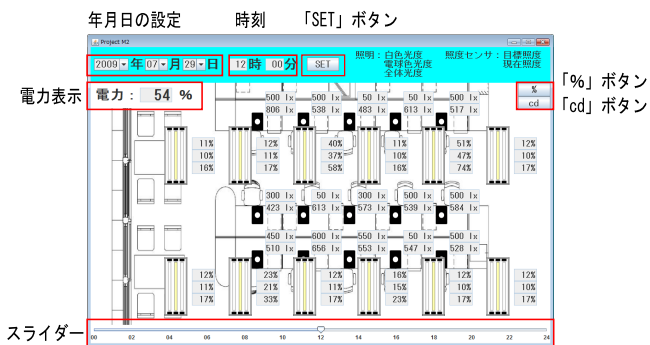 年月日の設定 時刻 「SET」ボタン
Project M2
2009 年 07 月 29 日 12 時 00 分 SET
照明：白色光度 照度センサ：目標照度
電球色光度 現在照度
全体光度
電力表示 電力： 54 %
% 「%」ボタン
cd 「cd」ボタン
500 lx 500 lx 50 lx 50 lx 500 lx
806 lx 538 lx 483 lx 613 lx 517 lx
11% 12% 40% 11% 51% 12%
10% 11% 37% 10% 47% 10%
16% 17% 58% 16% 74% 17%
300 lx 50 lx 300 lx 500 lx 500 lx
423 lx 613 lx 573 lx 539 lx 584 lx
450 lx 600 lx 550 lx 50 lx 500 lx
510 lx 656 lx 553 lx 547 lx 528 lx
12% 23% 12% 16% 12% 12%
11% 21% 11% 15% 10% 10%
17% 33% 17% 23% 17% 17%
スライダー
00 02 04 06 08 10 12 14 16 18 20 22 24